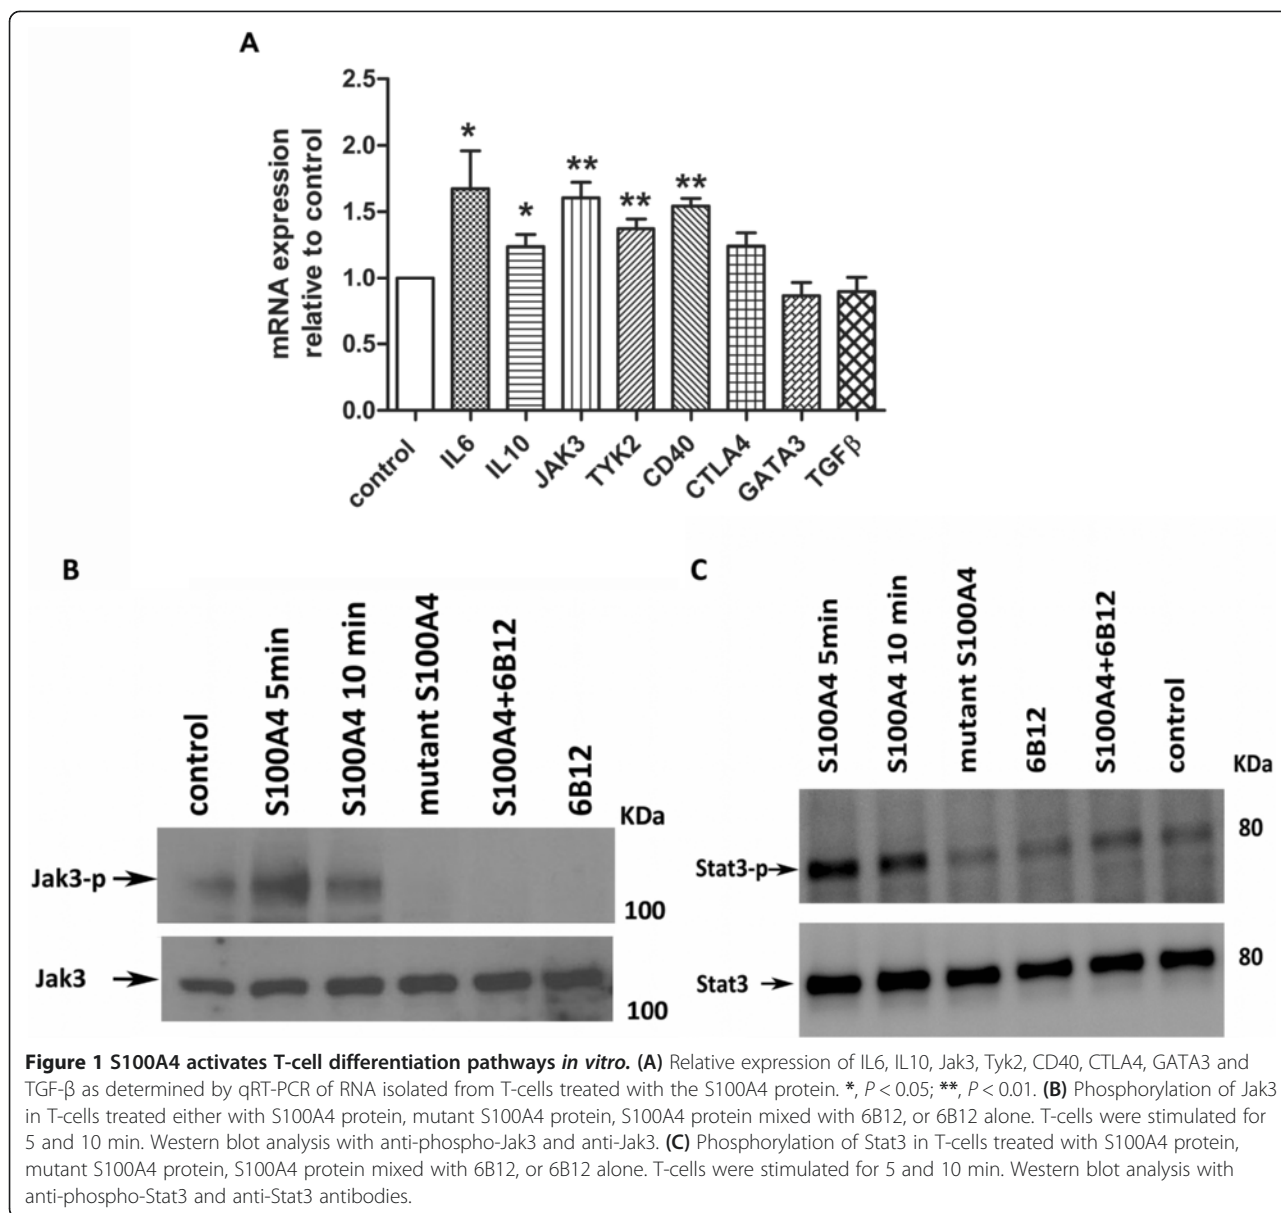 A
mRNA expression
relative to control
2.5
2.0
1.5
1.0
0.5
0.0
*
*
**
**
**
control
IL6
IL10
JAK3
TYK2
CD40
CTLA4
GATA3
TGFβ
B
control
S100A4 5min
S100A4 10 min
mutant S100A4
S100A4+6B12
6B12
KDa
Jak3-p
100
Jak3
100
C
S100A4 5min
S100A4 10 min
mutant S100A4
6B12
S100A4+6B12
control
KDa
80
Stat3-p
80
Stat3
Figure 1 S100A4 activates T-cell differentiation pathways in vitro. (A) Relative expression of IL6, IL10, Jak3, Tyk2, CD40, CTLA4, GATA3 and
TGF-β as determined by qRT-PCR of RNA isolated from T-cells treated with the S100A4 protein. *, P < 0.05; **, P < 0.01. (B) Phosphorylation of Jak3
in T-cells treated either with S100A4 protein, mutant S100A4 protein, S100A4 protein mixed with 6B12, or 6B12 alone. T-cells were stimulated for
5 and 10 min. Western blot analysis with anti-phospho-Jak3 and anti-Jak3. (C) Phosphorylation of Stat3 in T-cells treated with S100A4 protein,
mutant S100A4 protein, S100A4 protein mixed with 6B12, or 6B12 alone. T-cells were stimulated for 5 and 10 min. Western blot analysis with
anti-phospho-Stat3 and anti-Stat3 antibodies.